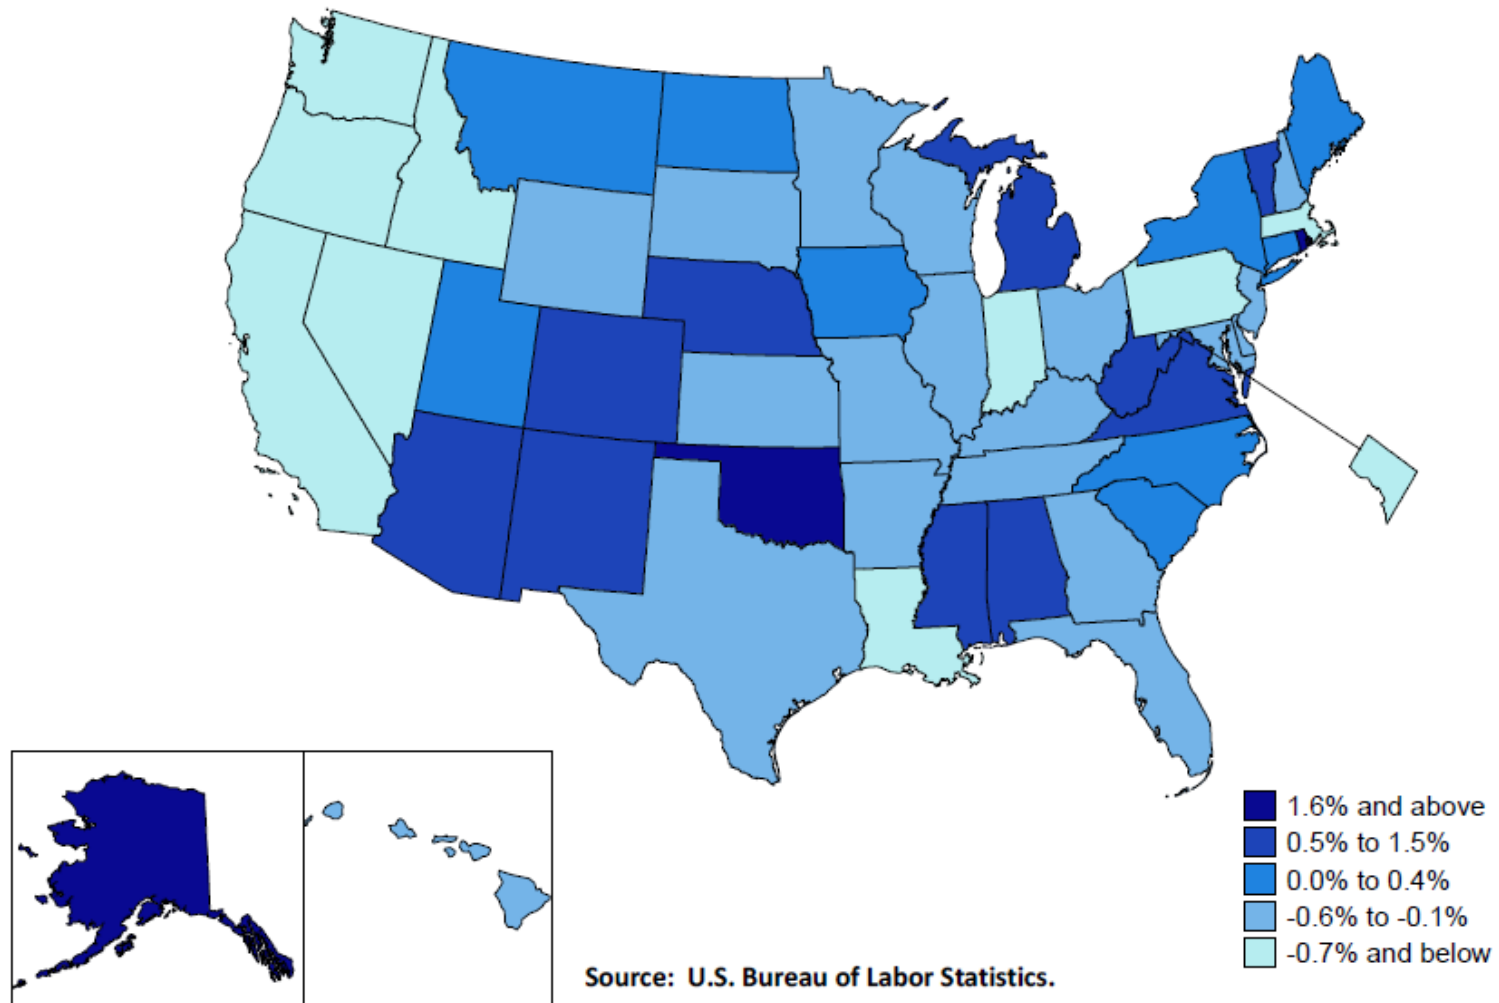 1.6% and above
0.5% to 1.5%
0.0% to 0.4%
-0.6% to -0.1%
-0.7% and below
Source:  U.S. Bureau of Labor Statistics.